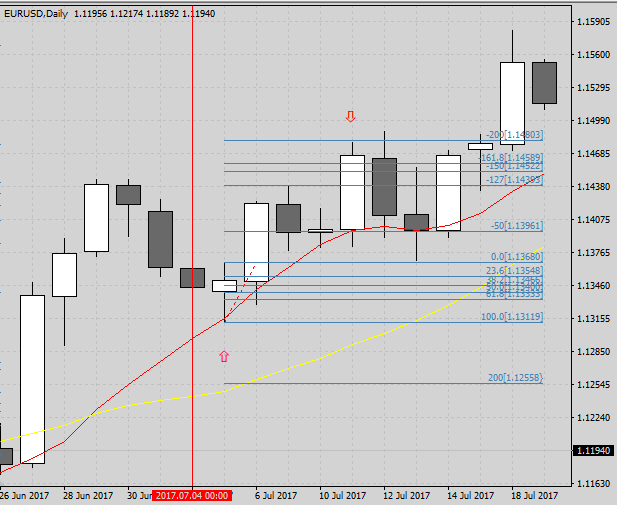 EURUSD,Daily 1.11956 1.12174 1.11892 1.11940
1.15905
1.15600
1.15295
1.14990
1.14685
1.14380
1.14075
1.13765
1.13460
1.13155
1.12850
1.12545
1.12240
1.11940
1.11630
-200[1.14803]
-161.8[1.14589]
-150[1.14522]
-127[1.14393]
-50[1.13961]
0.0[1.13680]
23.6[1.13548]
61.8[1.13333]
100.0[1.13119]
200[1.12558]
26 Jun 2017
28 Jun 2017
30 Jun
2017.07.04 00:00
6 Jul 2017
10 Jul 2017
12 Jul 2017
14 Jul 2017
18 Jul 2017